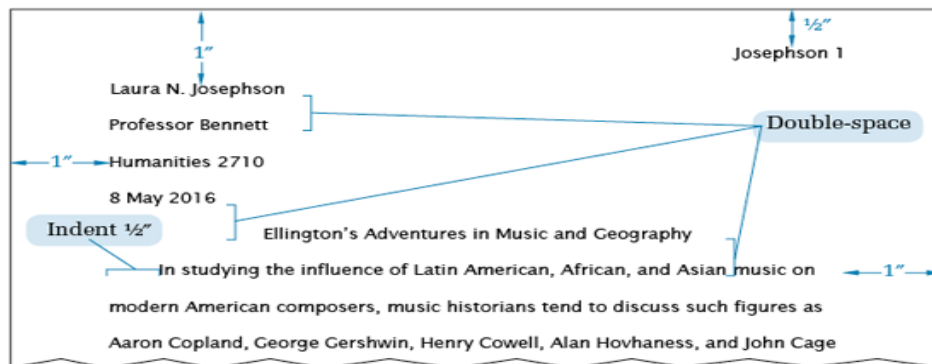 ½″
1″
Josephson 1
Laura N. Josephson
Professor Bennett
Double-space
1″
Humanities 2710
8 May 2016
Indent ½″
Ellington’s Adventures in Music and Geography
In studying the influence of Latin American, African, and Asian music on
1″
modern American composers, music historians tend to discuss such figures as
Aaron Copland, George Gershwin, Henry Cowell, Alan Hovhaness, and John Cage